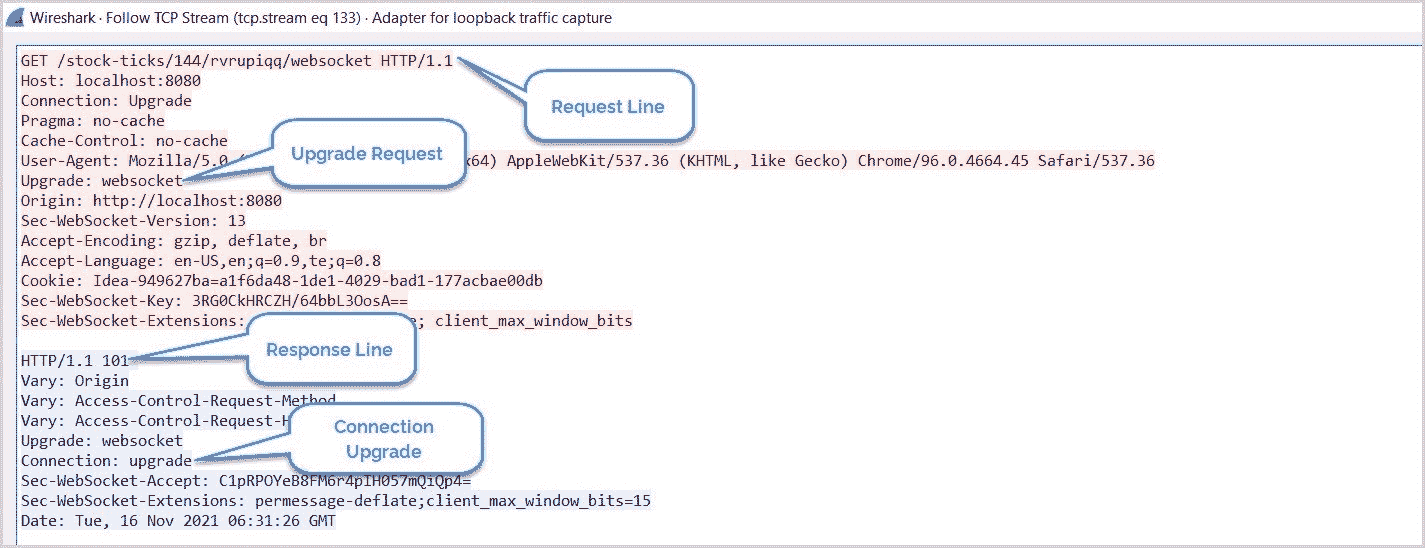 Wireshark · Follow TCP Stream (tcp.stream eq 133) · Adapter for loopback traffic capture
GET /stock-ticks/144/rvrupiqq/websocket HTTP/1.1
Request Line
Host: localhost:8080
Connection: Upgrade
Pragma: no-cache
Cache-Control: no-cache
Upgrade Request
User-Agent: Mozilla/5.0 x64) AppleWebKit/537.36 (KHTML, like Gecko) Chrome/96.0.4664.45 Safari/537.36
Upgrade: websocket
Origin: http://localhost:8080
Sec-WebSocket-Version: 13
Accept-Encoding: gzip, deflate, br
Accept-Language: en-US,en;q=0.9,te;q=0.8
Cookie: Idea-949627ba=a1f6da48-1de1-4029-bad1-177acbae00db
Sec-WebSocket-Key: 3RG0CkHRCZH/64bbL3OosA==
Sec-WebSocket-Extensions: ; client_max_window_bits
HTTP/1.1 101
Response Line
Vary: Origin
Vary: Access-Control-Request-Method
Vary: Access-Control-Request-H
Connection
Upgrade
Upgrade: websocket
Connection: upgrade
Sec-WebSocket-Accept: C1pRPOYeB8FM6r4pIH057mQiQp4=
Sec-WebSocket-Extensions: permessage-deflate;client_max_window_bits=15
Date: Tue, 16 Nov 2021 06:31:26 GMT